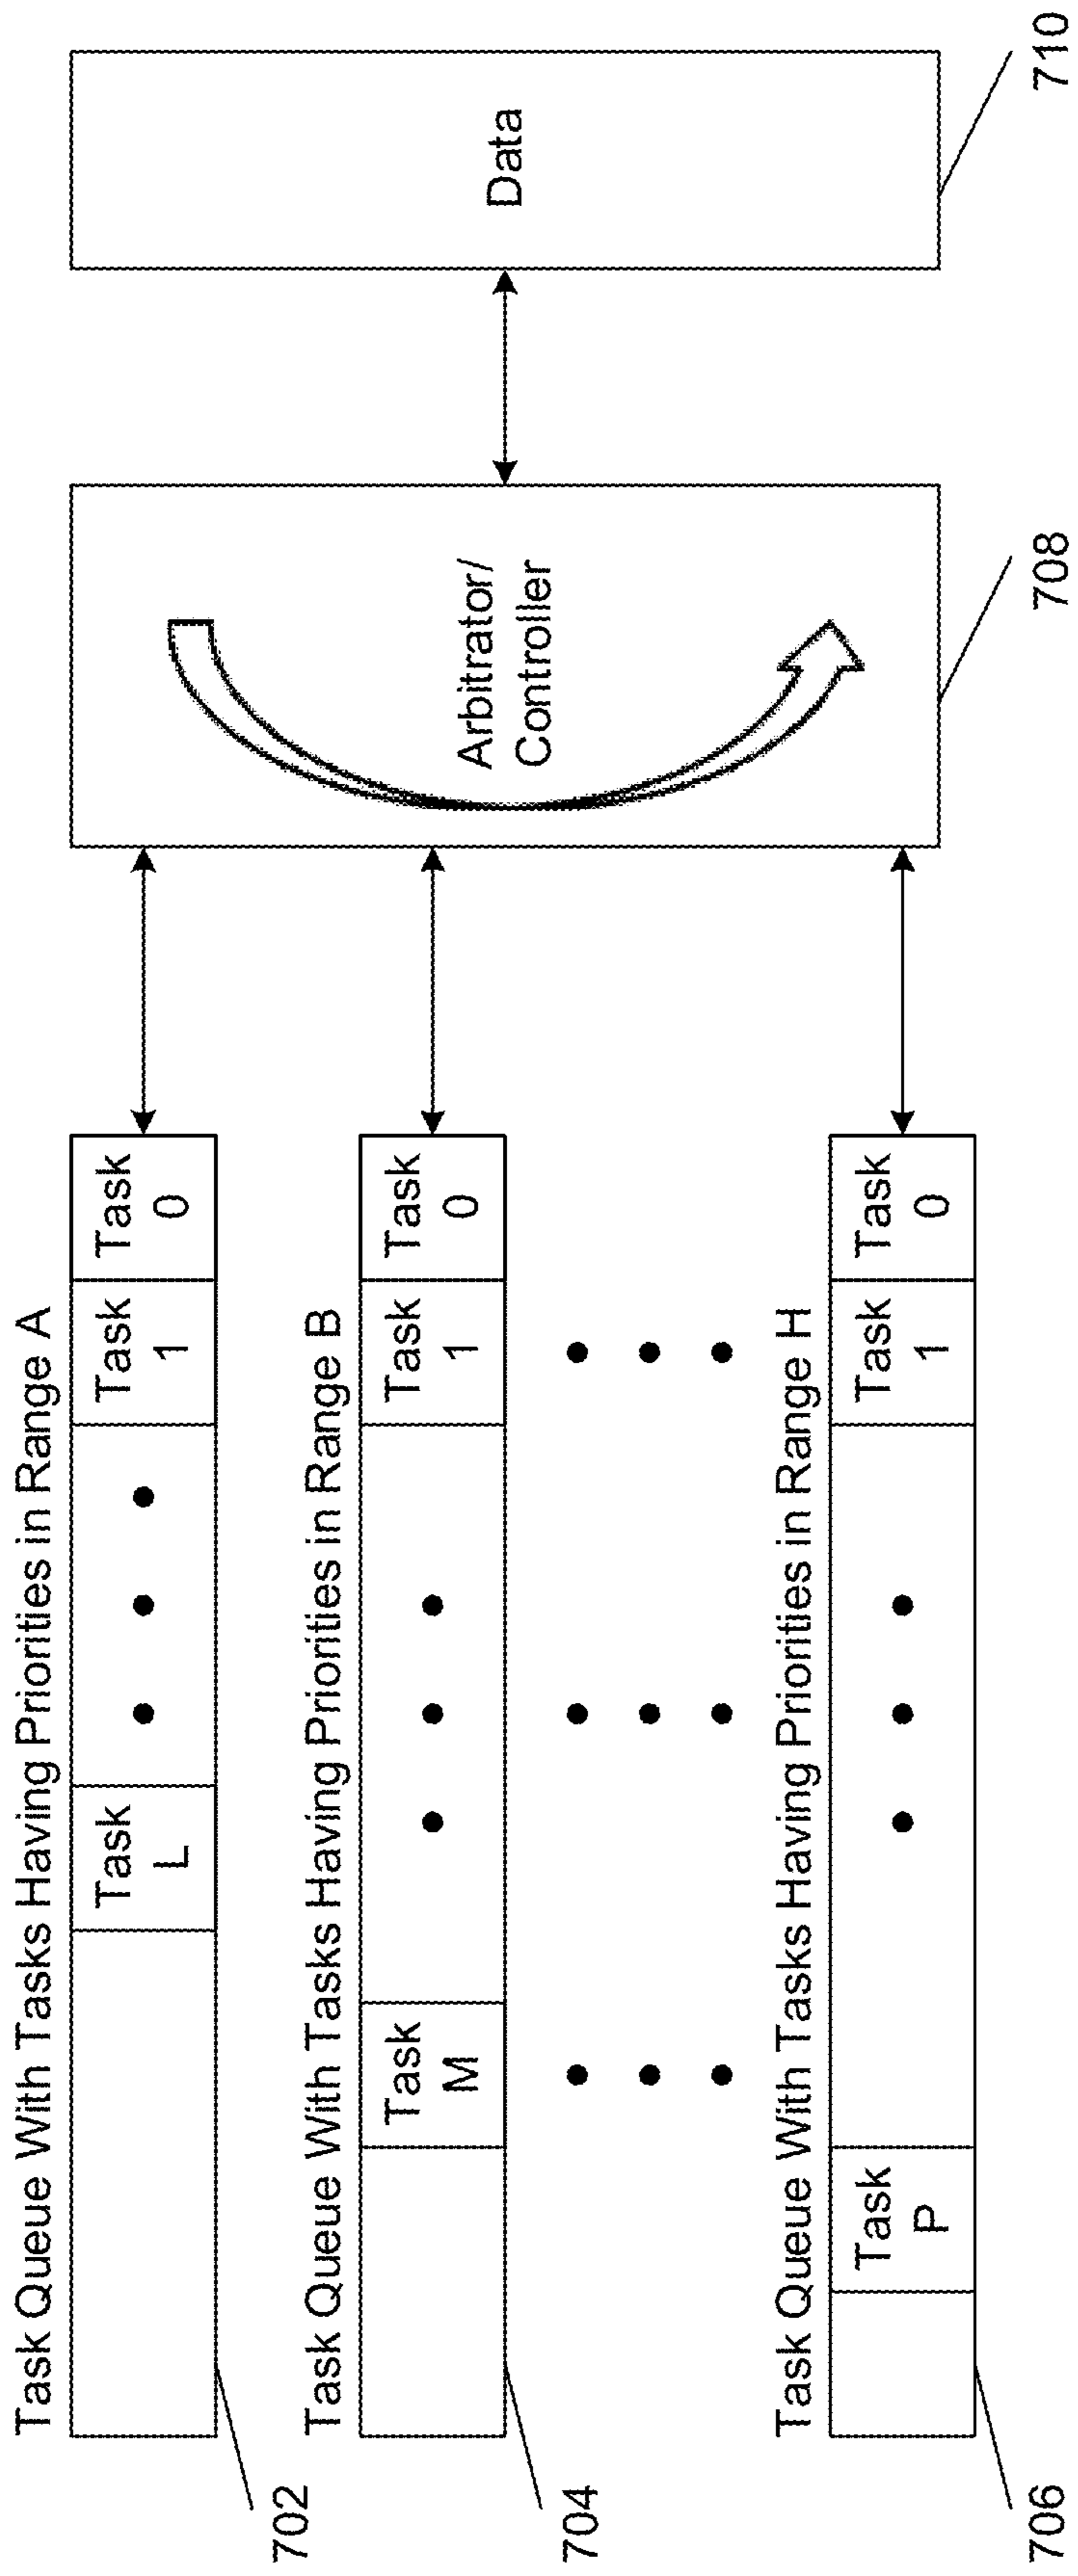 Task Queue With Tasks Having Priorities in Range A
Task
L
Task
1
Task
0
702
Task Queue With Tasks Having Priorities in Range B
Task
M
Task
1
Task
0
704
Task Queue With Tasks Having Priorities in Range H
Task
P
Task
1
Task
0
706
Arbitrator/
Controller
708
Data
710